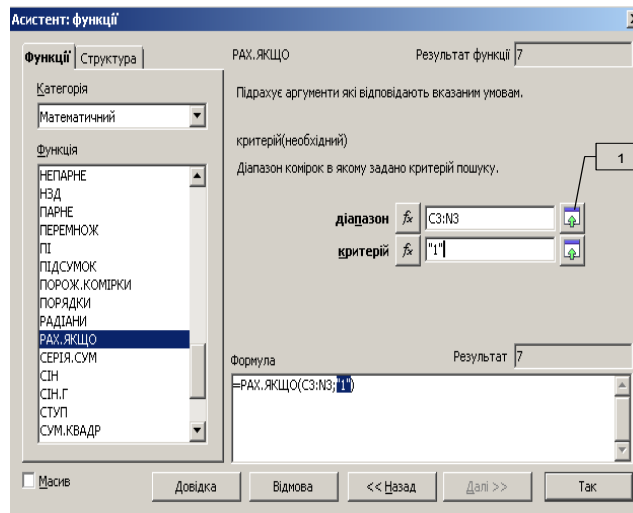 Асистент: функції
Функції Структура
РАХ.ЯКЩО Результат функції 7
Категорія
Математичний
Підрахує аргументи які відповідають вказаним умовам.
Функція
НЕПАРНЕ
НЗД
ПАРНЕ
ПЕРЕМНОЖ
ПІ
ПІДСУМОК
ПОРОЖ.КОМІРКИ
ПОРЯДКИ
РАДІАНИ
РАХ.ЯКЩО
СЕРІЯ.СУМ
СІН
СІН.Г
СТУП
СУМ.КВАДР
критерій(необхідний)
Діапазон комірок в якому задано критерій пошуку.
1
діапазон fx C3:N3
критерій fx "1"
Формула Результат 7
=РАХ.ЯКЩО(C3:N3;"1")
Масив
Довідка Відмова << Назад Далі >> Так